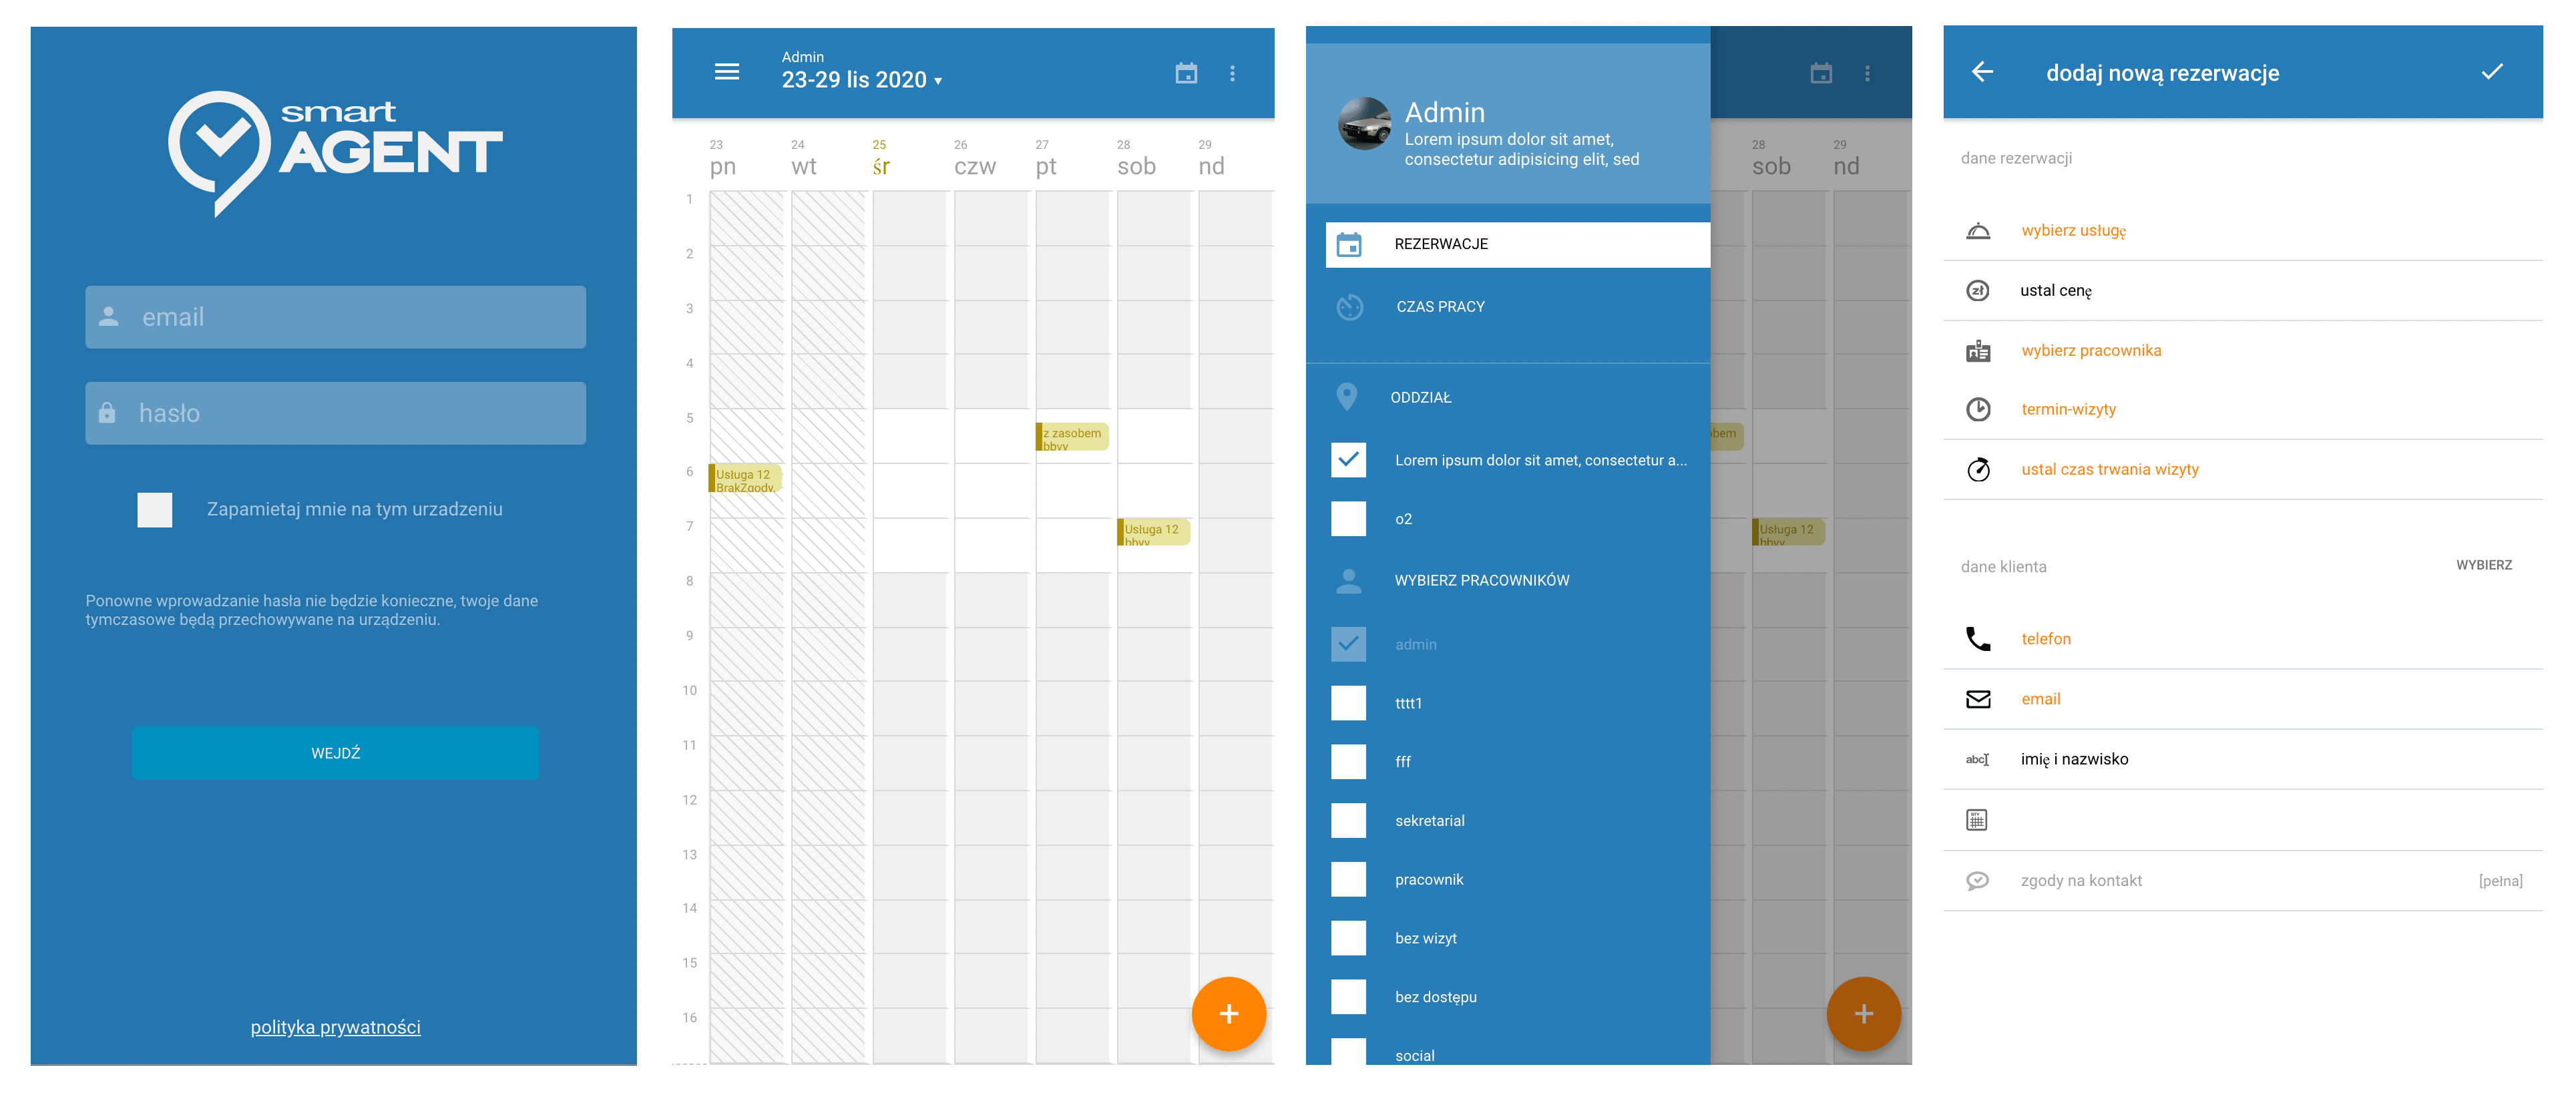 smart
AGENT
email
hasło
Zapamietaj mnie na tym urzadzeniu
Ponowne wprowadzanie hasła nie będzie konieczne, twoje dane
tymczasowe będą przechowywane na urządzeniu.
WEJDŹ
polityka prywatności
Admin
23-29 lis 2020
23 24 25 26 27 28 29
pn wt śr czw pt sob nd
1
2
3
4
5
z zasobem
bbvv
6
Usługa 12
BrakZgody,
7
Usługa 12
bbvv
8
9
10
11
12
13
14
15
16
+
Admin
Lorem ipsum dolor sit amet,
consectetur adipisicing elit, sed
REZERWACJE
CZAS PRACY
ODDZIAŁ
Lorem ipsum dolor sit amet, consectetur a...
o2
WYBIERZ PRACOWNIKÓW
admin
tttt1
fff
sekretarial
pracownik
bez wizyt
bez dostępu
social
28 29
sob nd
obem
Usługa 12
bbvv
+
dodaj nową rezerwacje
dane rezerwacji
wybierz usługę
zł
ustal cenę
wybierz pracownika
termin-wizyty
ustal czas trwania wizyty
dane klienta WYBIERZ
telefon
email
abc
imię i nazwisko
zgody na kontakt [pełna]